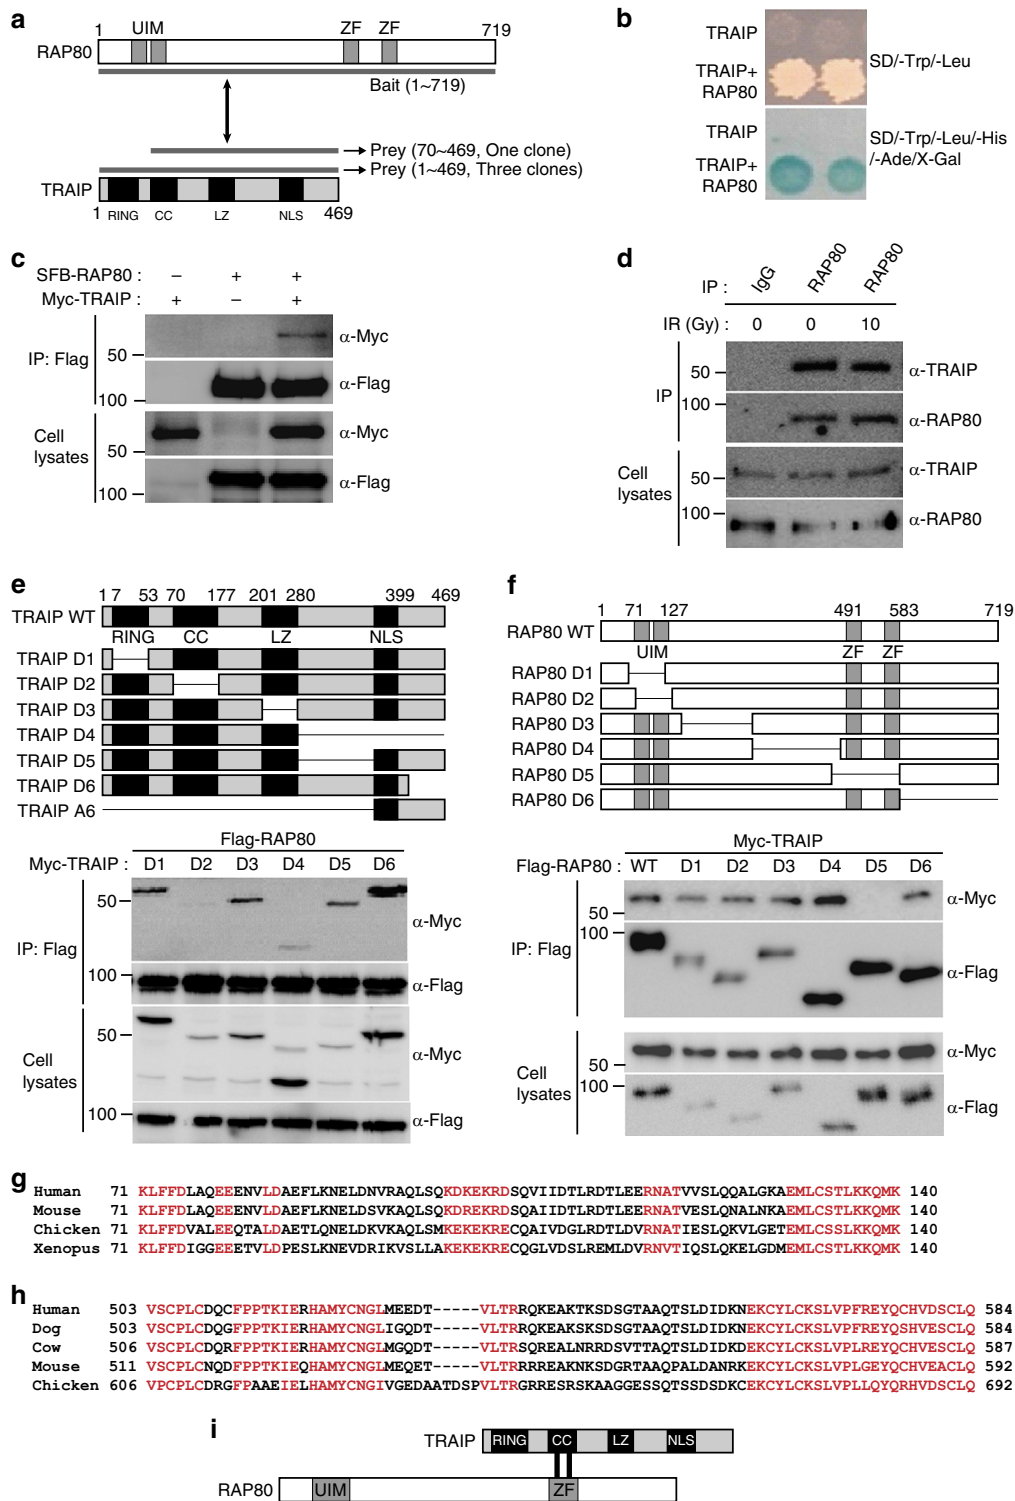 a
1 UIM ZF ZF 719
RAP80
Bait (1~719)
Prey (70~469, One clone)
Prey (1~469, Three clones)
TRAIP
1 RING CC LZ NLS 469
b
TRAIP
TRAIP+
RAP80
SD/-Trp/-Leu
TRAIP
TRAIP+
RAP80
SD/-Trp/-Leu/-His
/-Ade/X-Gal
c
SFB-RAP80 : – + +
Myc-TRAIP : + – +
IP: Flag
50
α-Myc
100
α-Flag
Cell
lysates
50
α-Myc
100
α-Flag
d
IP : IgG RAP80 RAP80
IR (Gy) : 0 0 10
IP
50
α-TRAIP
100
α-RAP80
Cell
lysates
50
α-TRAIP
100
α-RAP80
e
1 7 53 70 177 201 280 399 469
TRAIP WT
RING CC LZ NLS
TRAIP D1
TRAIP D2
TRAIP D3
TRAIP D4
TRAIP D5
TRAIP D6
TRAIP A6
Flag-RAP80
Myc-TRAIP : D1 D2 D3 D4 D5 D6
IP: Flag
50
α-Myc
100
α-Flag
Cell
lysates
50
α-Myc
100
α-Flag
f
1 71 127 491 583 719
RAP80 WT
UIM ZF ZF
RAP80 D1
RAP80 D2
RAP80 D3
RAP80 D4
RAP80 D5
RAP80 D6
Myc-TRAIP
Flag-RAP80 : WT D1 D2 D3 D4 D5 D6
IP: Flag
50
α-Myc
100
α-Flag
Cell
lysates
50
α-Myc
100
α-Flag
g
Human 71 KLFFDLAQEEENVLDAEFLKNELDNVRAQLSQKDKEKRDSQVIIDTLRDTLEERNATVVSLQQALGKAEMLCSTLKKQMK 140
Mouse 71 KLFFDLAQEEENVLDAEFLKNELDSVKAQLSQKDREKRDSQAIIDTLRDTLEERNATVESLQNALNKAEMLCSTLKKQMK 140
Chicken 71 KLFFDVALEEQTALDAETLQNELDKVKAQLSMKEKEKRECQAIVDGLRDTLDVRNATIQSLQKVLGETEMLCSTLKKQMK 140
Xenopus 71 KLFFDIGGEEETVLDPESLKNEVDRIKVSLLAKEKEKRECQGLVDSLREMLDVRNVTIQSLQKELGDMEMLCSTLKKQMK 140
h
Human 503 VSCPLCDQCFPPTKIERHAMYCNGLMEEDT-----VLTRRQKEAKTKSDSGTAAQTSLDIDKNEKCYLCKSLVPFREYQCHVDSCLQ 584
Dog 503 VSCPLCDQGFPPTKIERHAMYCNGLIGQDT-----VLTRRQKEAKSKSDSGTAAQTSLDIDKNEKCYLCKSLVPFREYQCHVESCLQ 584
Cow 506 VSCPLCDQRFPPTKIERHAMYCNGLMGQDT-----VLTRSQREALNRRDSVTTAQTSLDIDKNEKCYLCKSLVPFREYQCHVESCLQ 587
Mouse 511 VSCPLCNQDFPPTKIEQHAMYCNGLMEQET-----VLTRRRREAKNKSDGRTAAQPALDANRKEKCYLCKSLVPLGEYQCHVEACLQ 592
Chicken 606 VPCPLCDRGFPAAEIELHAMYCNGIVGEDAATDSPVLTRGRRESRSKAAGGESSQTSSDSDKCEKCYLCKSLVPLLQYQRHVDSCLQ 692
i
TRAIP RING CC LZ NLS
RAP80 UIM ZF